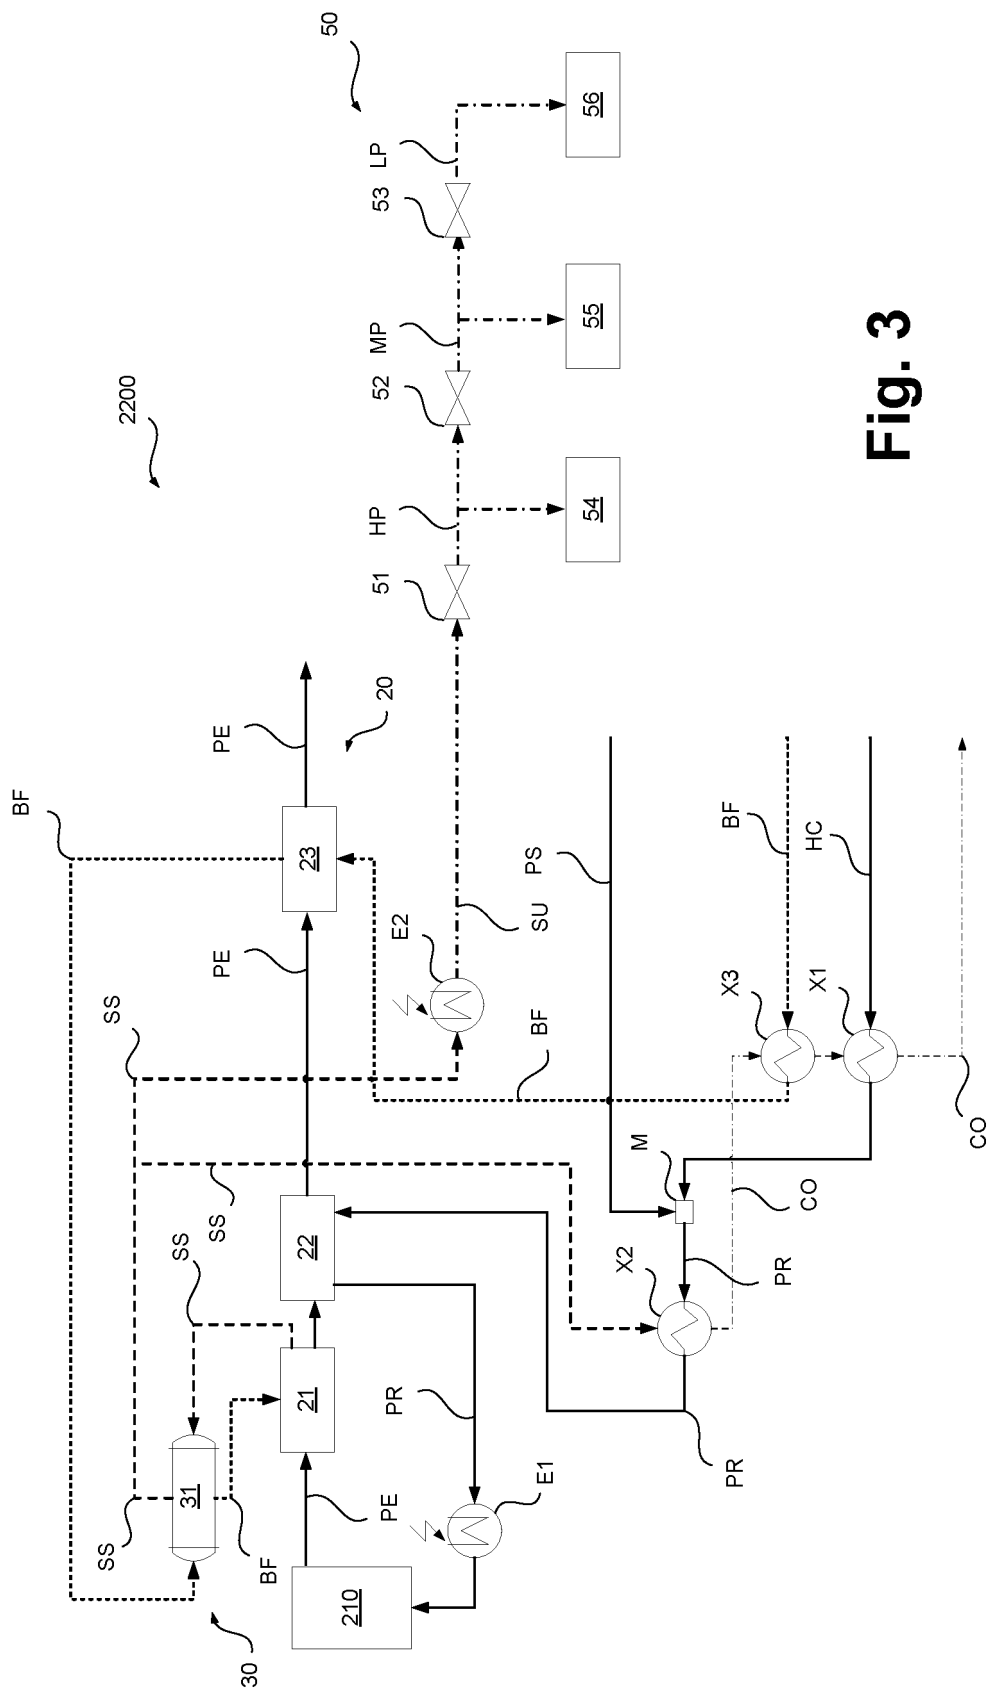 2200
50
BF
PE
20
SS
PE
23
51
HP
52
MP
53
LP
54
55
56
E2
SU
SS
SS
SS
31
BF
30
21
22
PE
210
PR
E1
BF
PS
BF
HC
X3
X1
M
X2
PR
CO
CO
PR
Fig. 3